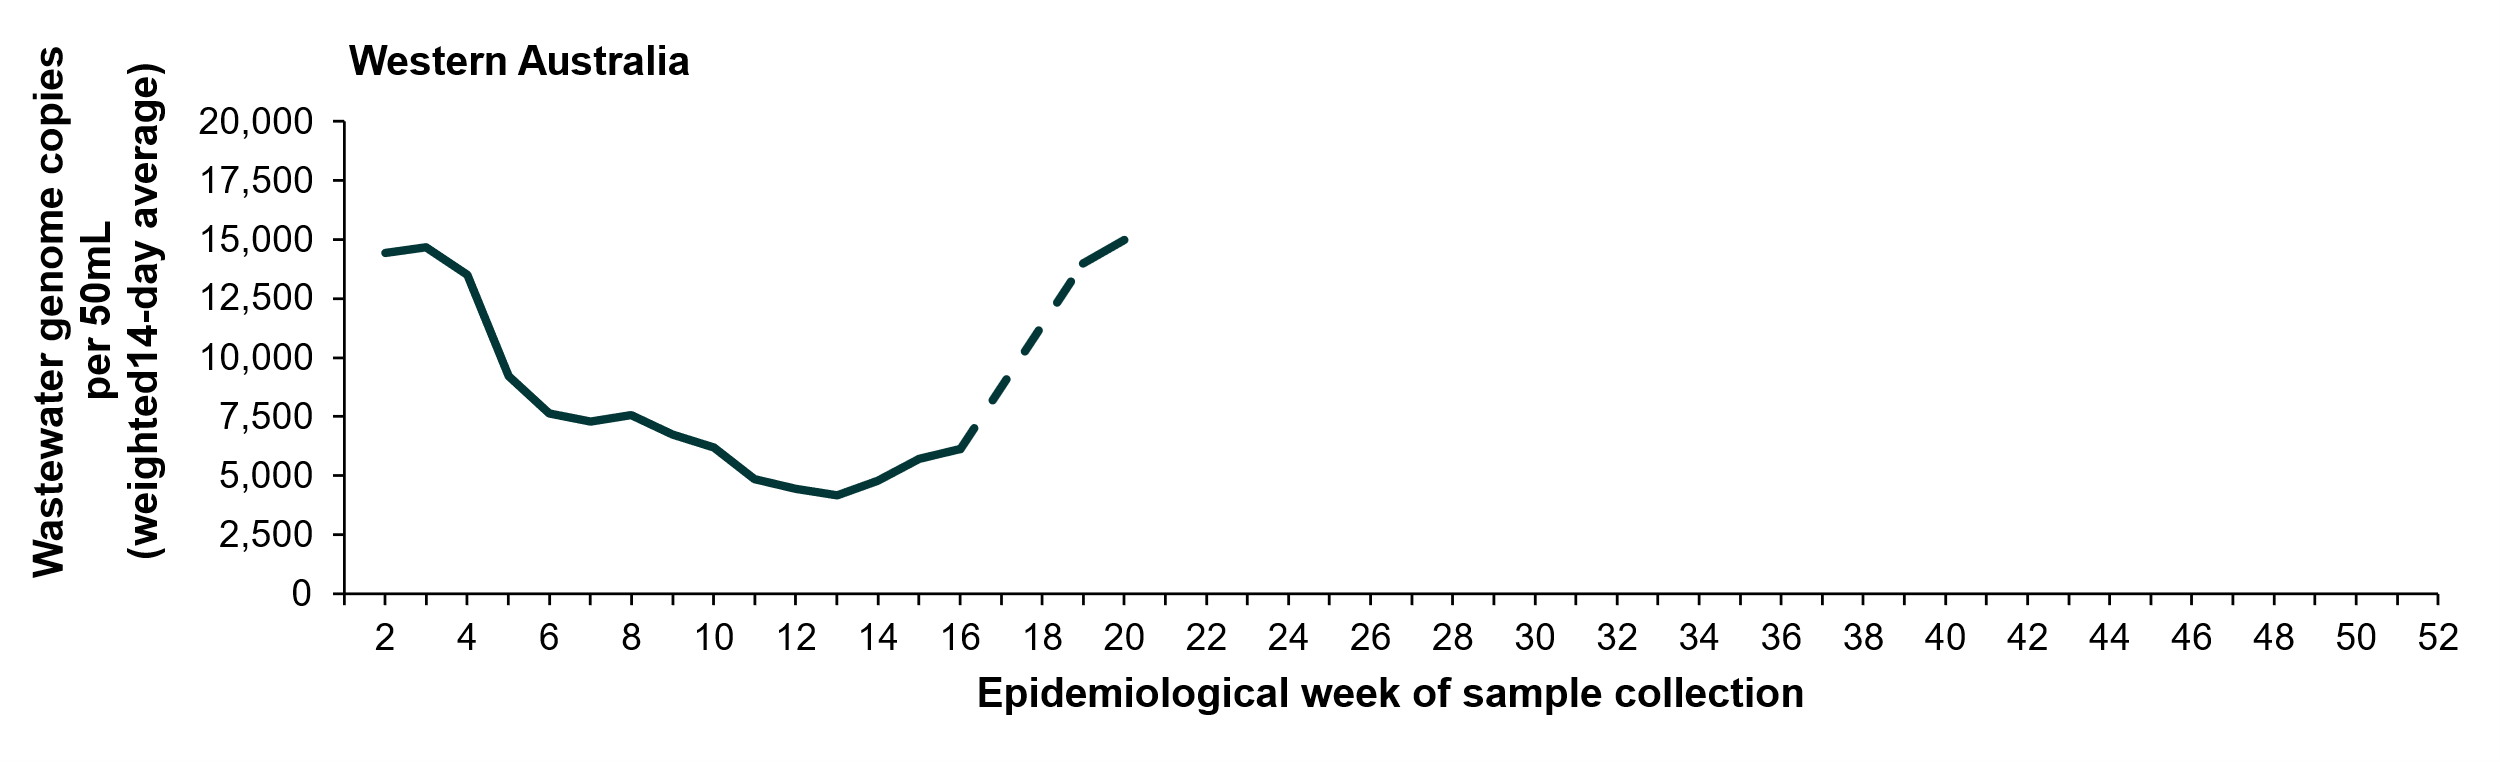 Western Australia
Wastewater genome copies
per 50mL
(weighted14-day average)
20,000
17,500
15,000
12,500
10,000
7,500
5,000
2,500
0
2 4 6 8 10 12 14 16 18 20 22 24 26 28 30 32 34 36 38 40 42 44 46 48 50 52
Epidemiological week of sample collection